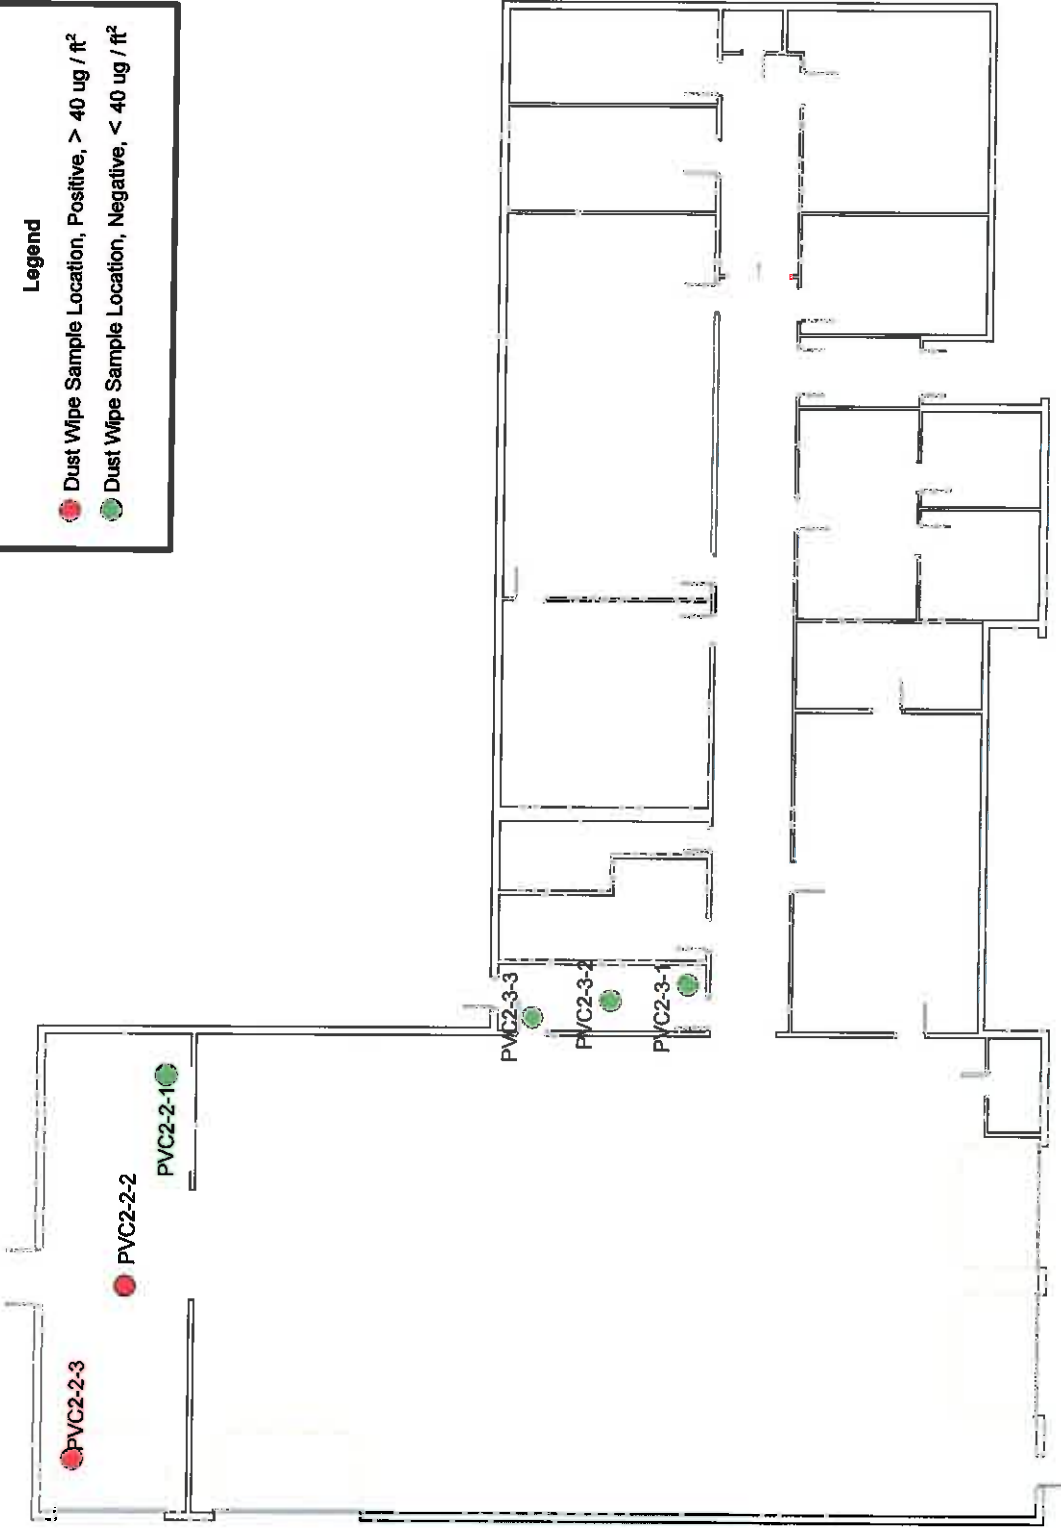 Legend
Dust Wipe Sample Location, Positive, > 40 ug / ft²
Dust Wipe Sample Location, Negative, < 40 ug / ft²
PVC2-2-3
PVC2-2-2
PVC2-2-1
PVC2-3-3
PVC2-3-2
PVC2-3-1